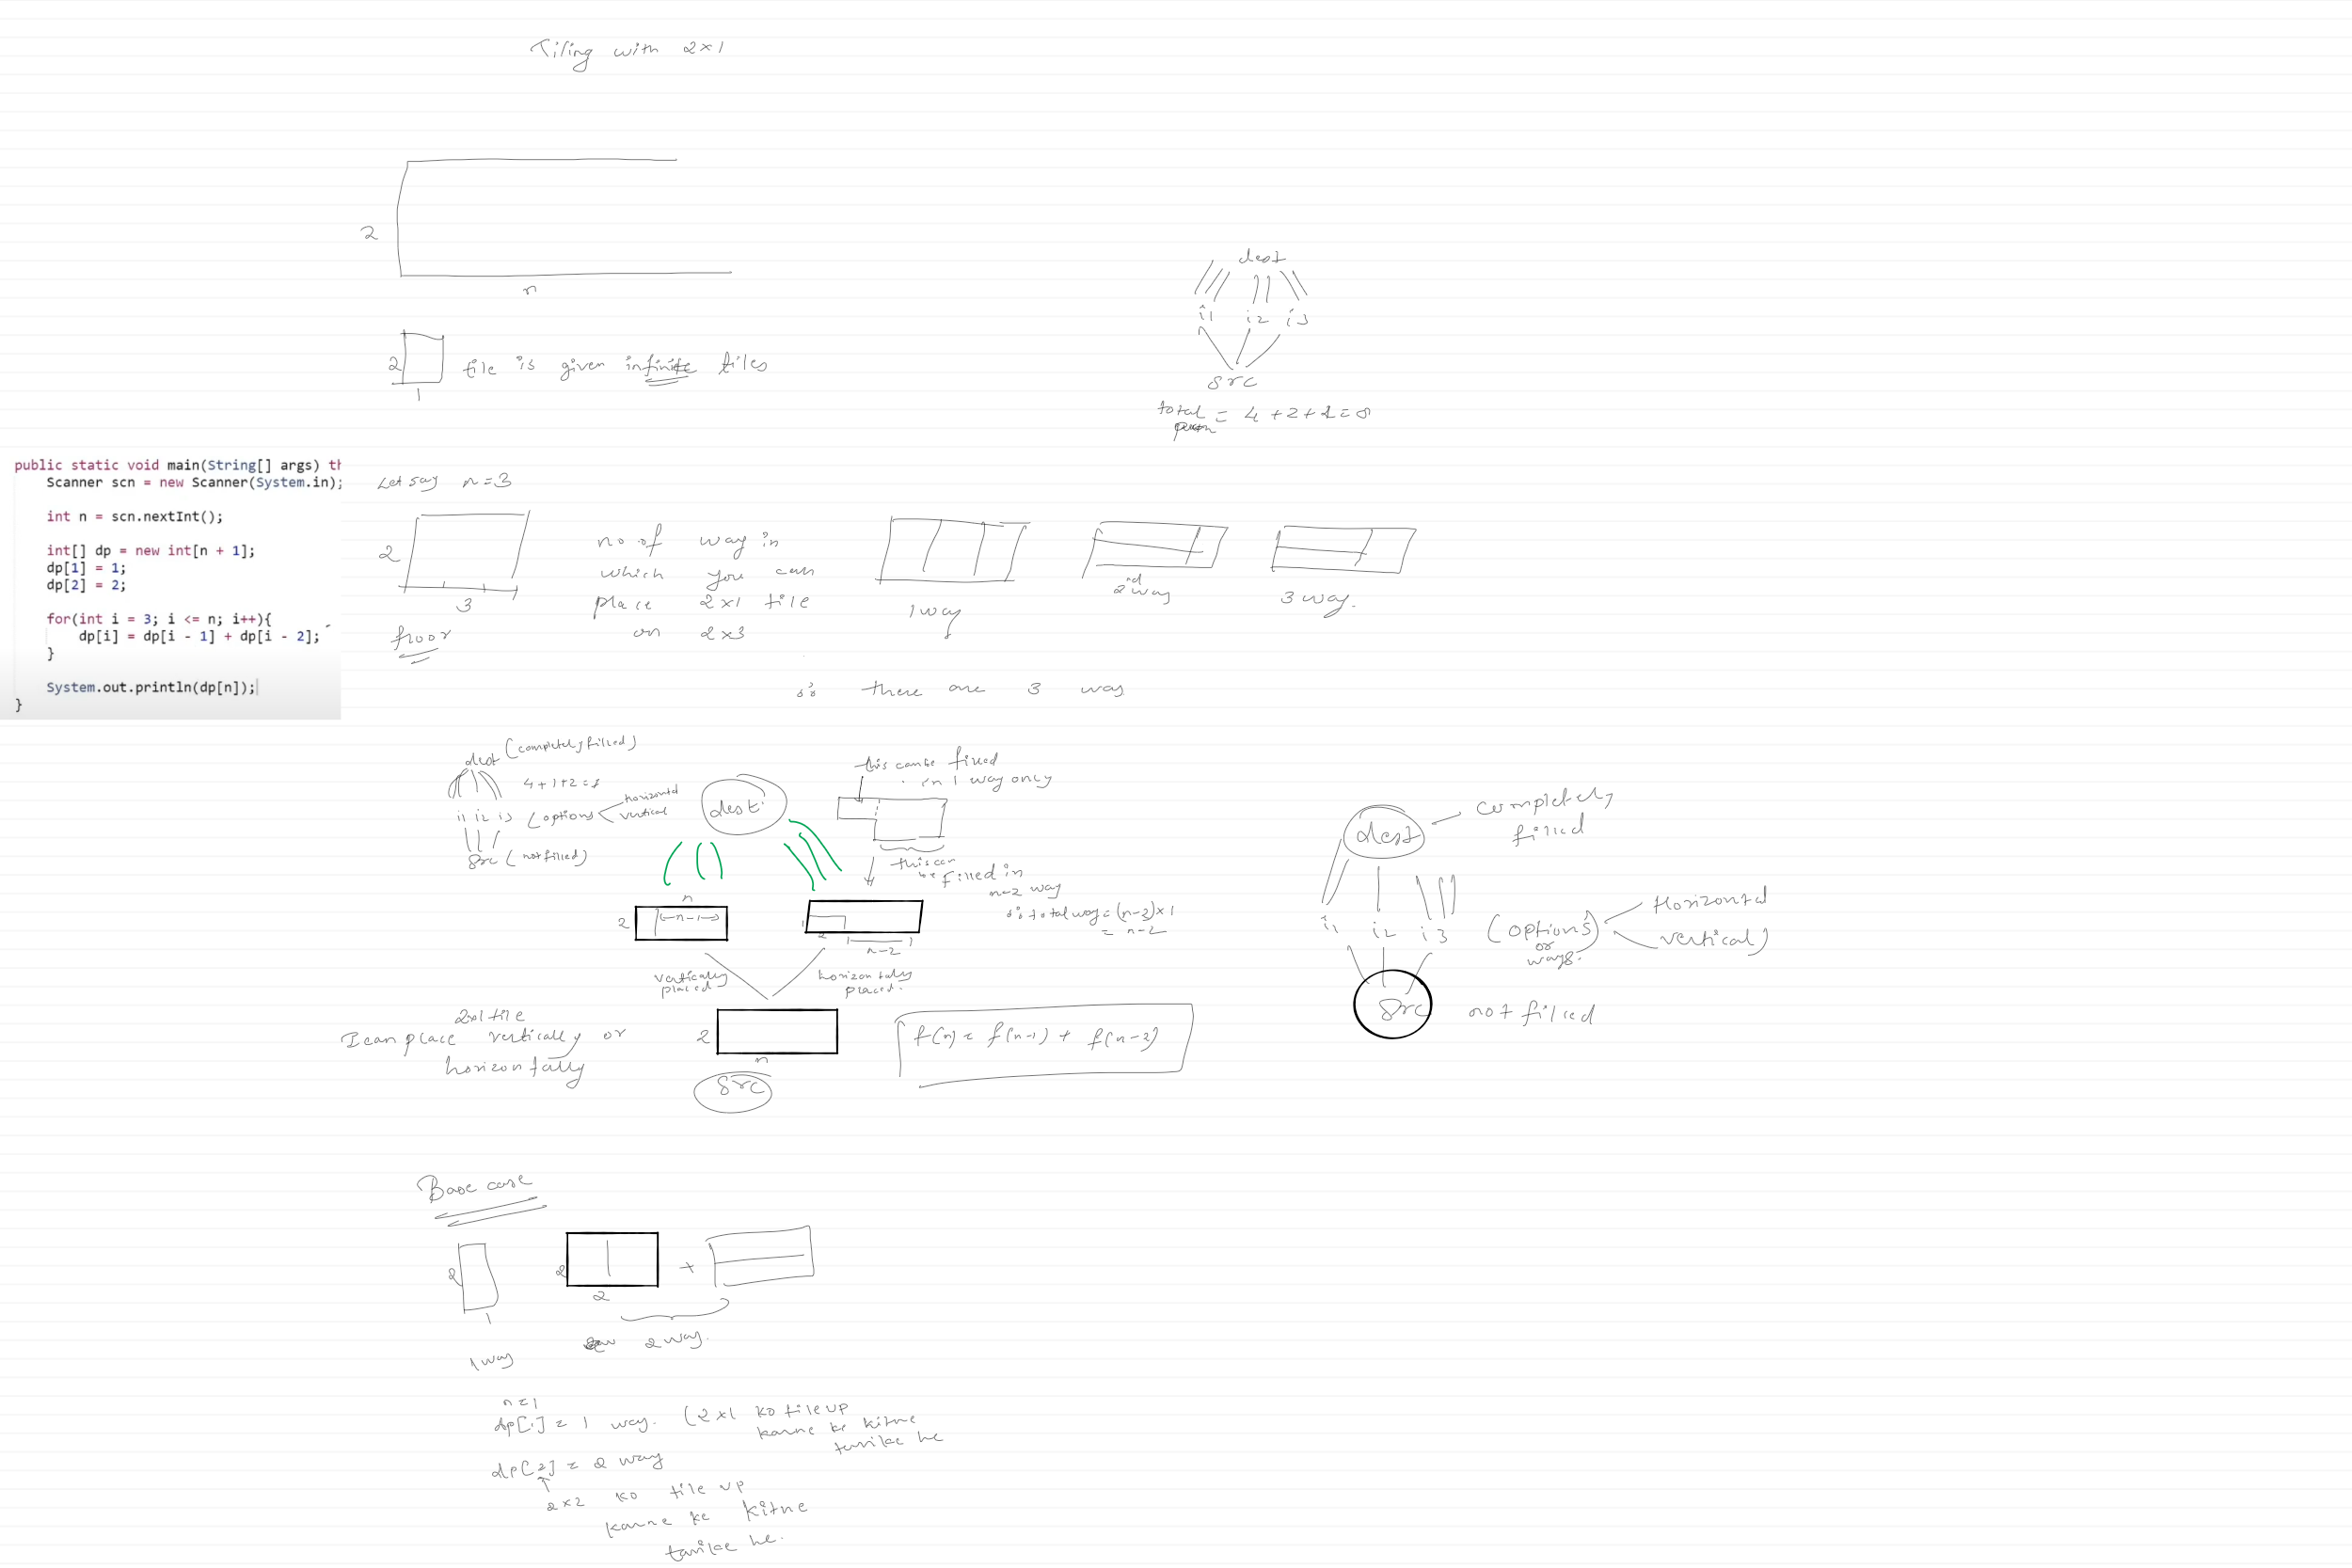 Tiling with 2×1
2
n
2
1
tile is given infinite tiles
dest
i1 i2 i3
src
total = 4+2+2=8
public static void main(String[] args) th
Scanner scn = new Scanner(System.in);
int n = scn.nextInt();
int[] dp = new int[n + 1];
dp[1] = 1;
dp[2] = 2;
for(int i = 3; i <= n; i++){
dp[i] = dp[i - 1] + dp[i - 2];
}
System.out.println(dp[n]);
}
Let say n=3
2
3
floor
no of way in
which you can
place 2×1 tile
on 2×3
1 way
2nd way
3 way.
there are 3 way
dest (completely filled)
4+1+2=
i1 i2 i3 (options
horizontal
vertical
src (not filled)
dest
this can be fixed
in 1 way only
this can
be filled in
n-2 way
total way = (n-2)×1
= n-2
n
2
n-1
1
2
n-2
vertically
placed
horizontally
placed.
2×1 tile
I can place vertically or
horizontally
2
n
src
f(n) = f(n-1) + f(n-2)
dest
completely
filled
i1 i2 i3
(options
or
ways.
Horizontal
vertical)
src
not filled
Base case
2
1
1 way
2
2
+
2 way.
n=1
dp[1] = 1 way. (2×1 ko tile up
karne ke kitne
tarike he
dp[2] = 2 way
2×2 ko tile up
karne ke kitne
tarike he.